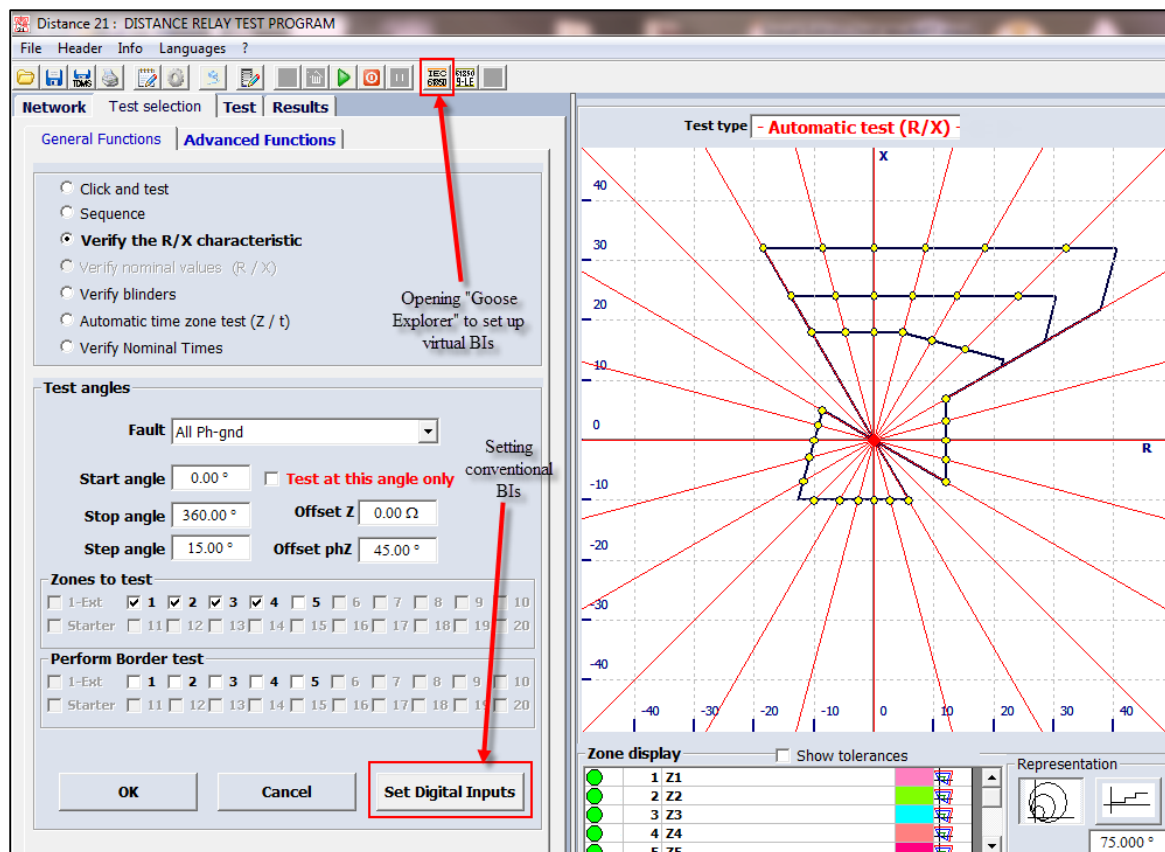 Distance 21 : DISTANCE RELAY TEST PROGRAM
File Header Info Languages ?
TDMS IEC 61850 61850 9-LE
Network Test selection Test Results
General Functions Advanced Functions
Click and test
Sequence
Verify the R/X characteristic
Verify nominal values (R / X)
Verify blinders
Automatic time zone test (Z / t)
Verify Nominal Times
Opening "Goose
Explorer" to set up
virtual BIs
Test angles
Fault All Ph-gnd
Start angle 0.00 ° Test at this angle only
Stop angle 360.00 ° Offset Z 0.00 Ω
Step angle 15.00 ° Offset phZ 45.00 °
Setting
conventional
BIs
Zones to test
1-Ext 1 2 3 4 5 6 7 8 9 10
Starter 11 12 13 14 15 16 17 18 19 20
Perform Border test
1-Ext 1 2 3 4 5 6 7 8 9 10
Starter 11 12 13 14 15 16 17 18 19 20
OK Cancel Set Digital Inputs
Test type - Automatic test (R/X) -
X
40
30
20
10
0
R
-10
-20
-30
-40
-40 -30 -20 -10 0 10 20 30 40
Zone display Show tolerances
1 Z1
2 Z2
3 Z3
4 Z4
5 Z5
Representation
75.000 °